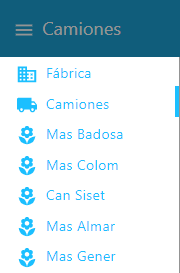 Camiones
Fábrica
Camiones
Mas Badosa
Mas Colom
Can Siset
Mas Almar
Mas Gener